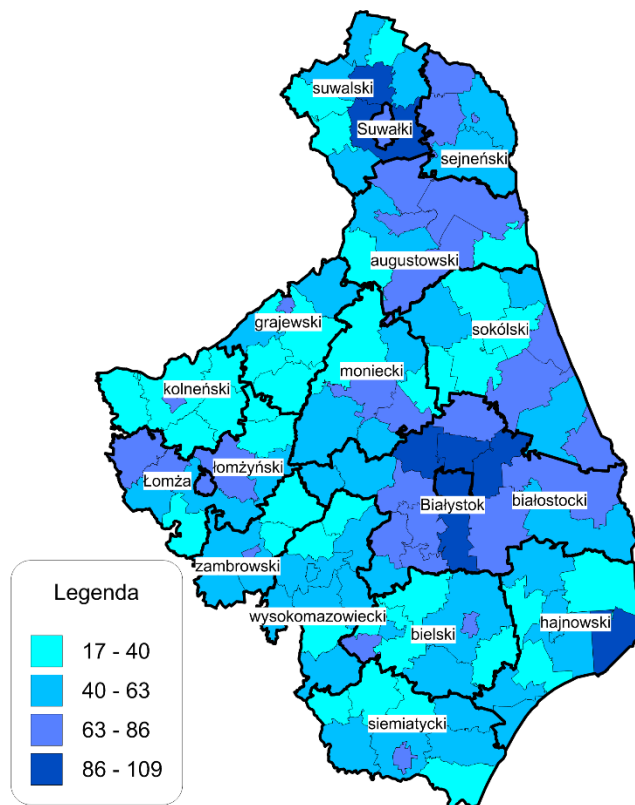 suwalski
Suwałki
sejneński
augustowski
grajewski
sokólski
moniecki
kolneński
łomżyński
Łomża
Białystok
białostocki
zambrowski
wysokomazowiecki
bielski
hajnowski
siemiatycki
Legenda
17 - 40
40 - 63
63 - 86
86 - 109